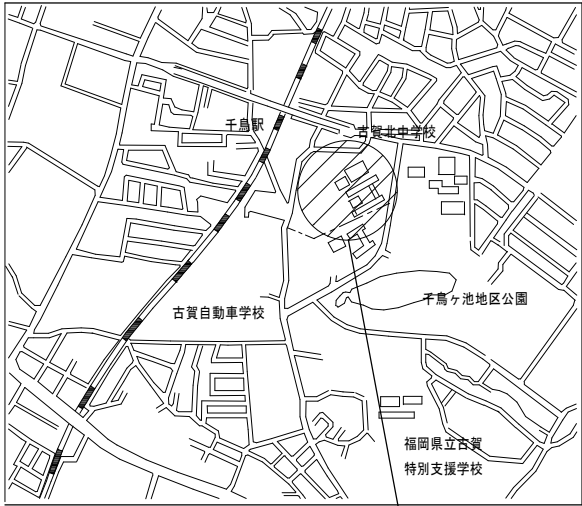 千鳥駅
古賀北中学校
千鳥ヶ池地区公園
古賀自動車学校
福岡県立古賀
特別支援学校